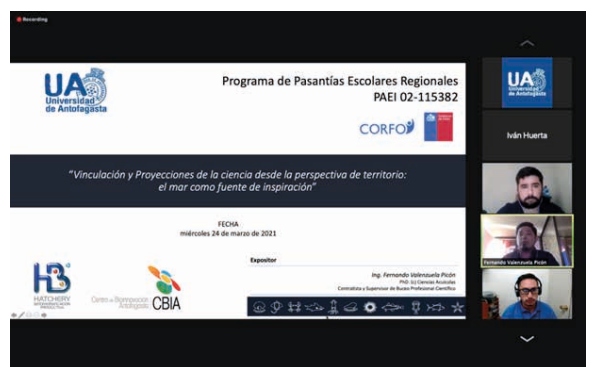 Recording
UA
Universidad
de Antofagasta
Programa de Pasantías Escolares Regionales
PAEI 02-115382
CORFO
"Vinculación y Proyecciones de la ciencia desde la perspectiva de territorio:
el mar como fuente de inspiración"
FECHA
miércoles 24 de marzo de 2021
Expositor
Ing. Fernando Valenzuela Picón
PhD. (c) Ciencias Acuícolas
Contratista y Supervisor de Buceo Profesional Científico
HB
HATCHERY
CBIA
UA
Universidad
de Antofagasta
Iván Huerta
Fernando Valenzuela Picón